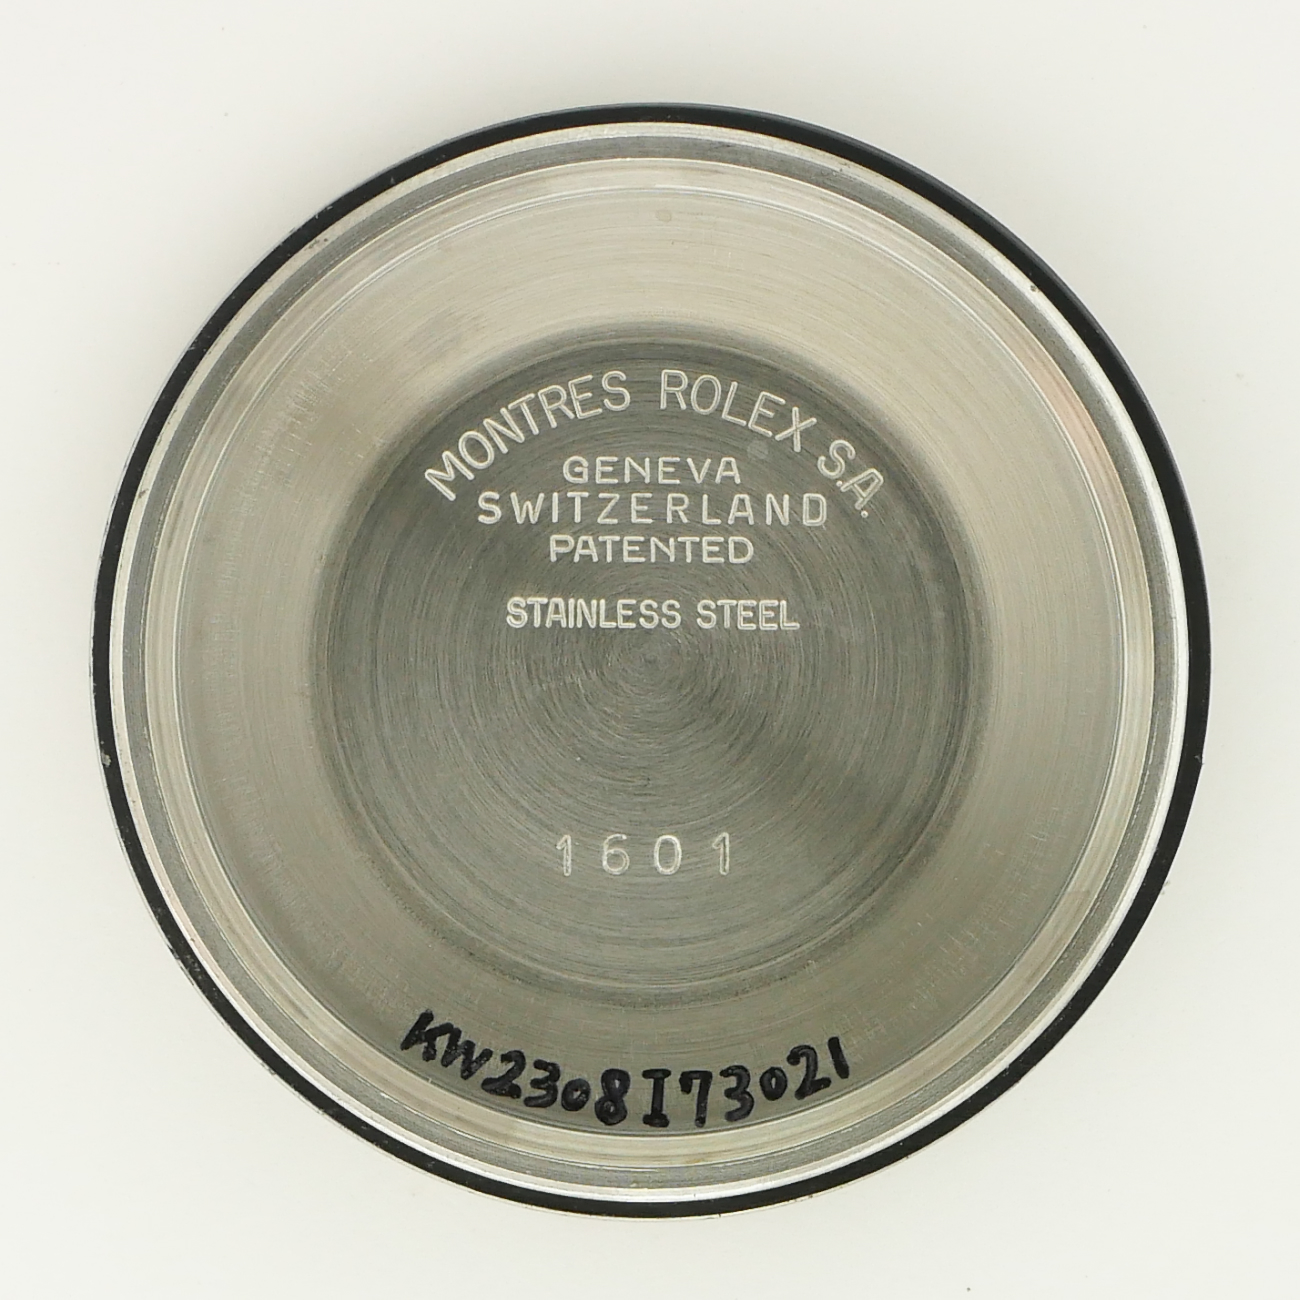 MONTRES ROLEX S.A.
GENEVA
SWITZERLAND
PATENTED
STAINLESS STEEL
1601
KW2308I73021